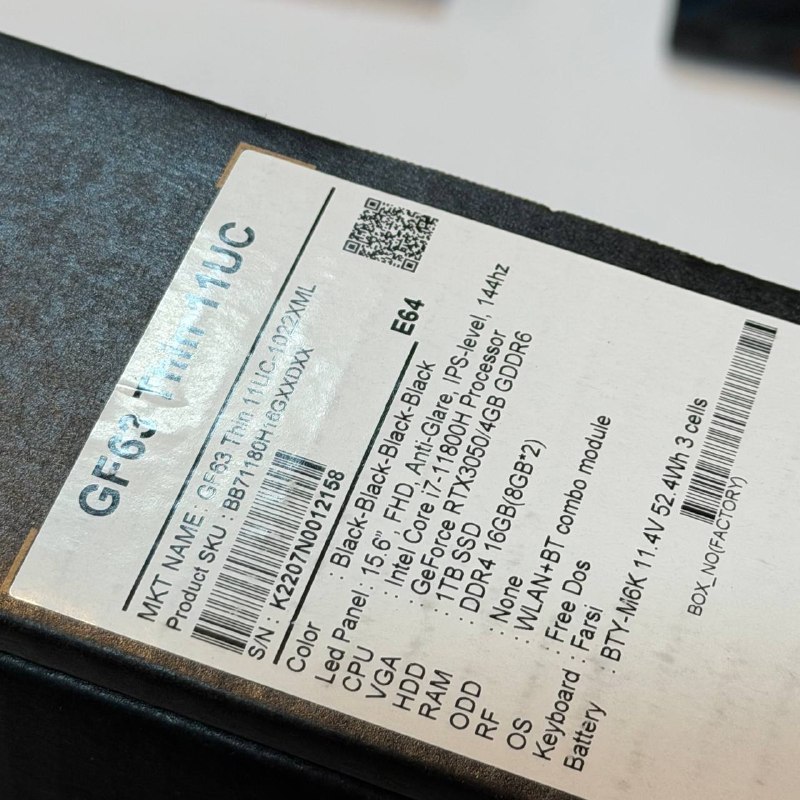 GF63 Thin 11UC
MKT NAME : GF63 Thin 11UC-1022XML
Product SKU : BB71180H16GXXDXX
S/N : K2207N0012158
E64
Color : Black-Black-Black-Black
Led Panel : 15.6", FHD, Anti-Glare, IPS-level, 144hz
CPU : Intel Core i7-11800H Processor
VGA : GeForce RTX3050/4GB GDDR6
HDD : 1TB SSD
RAM : DDR4 16GB(8GB*2)
ODD : None
RF : WLAN+BT combo module
OS : Free Dos
Keyboard : Farsi
Battery : BTY-M6K 11.4V 52.4Wh 3 cells
BOX_NO(FACTORY)